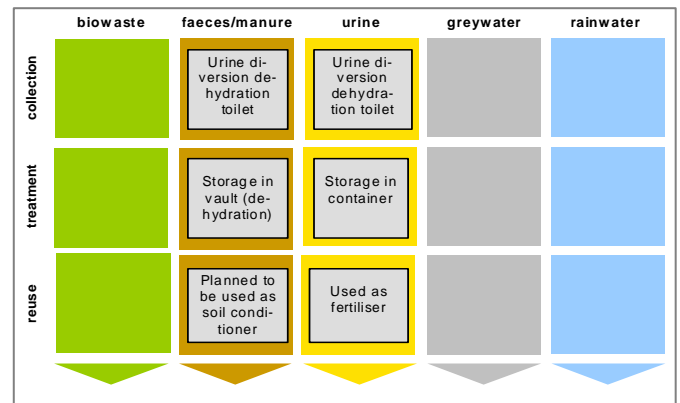 biowaste faeces/manure urine greywater rainwater
collection
Urine di-
version de-
hydration
toilet
Urine di-
version
dehydra-
tion toilet
treatment
Storage in
vault (de-
hydration)
Storage in
container
reuse
Planned to
be used as
soil condi-
tioner
Used as
fertiliser